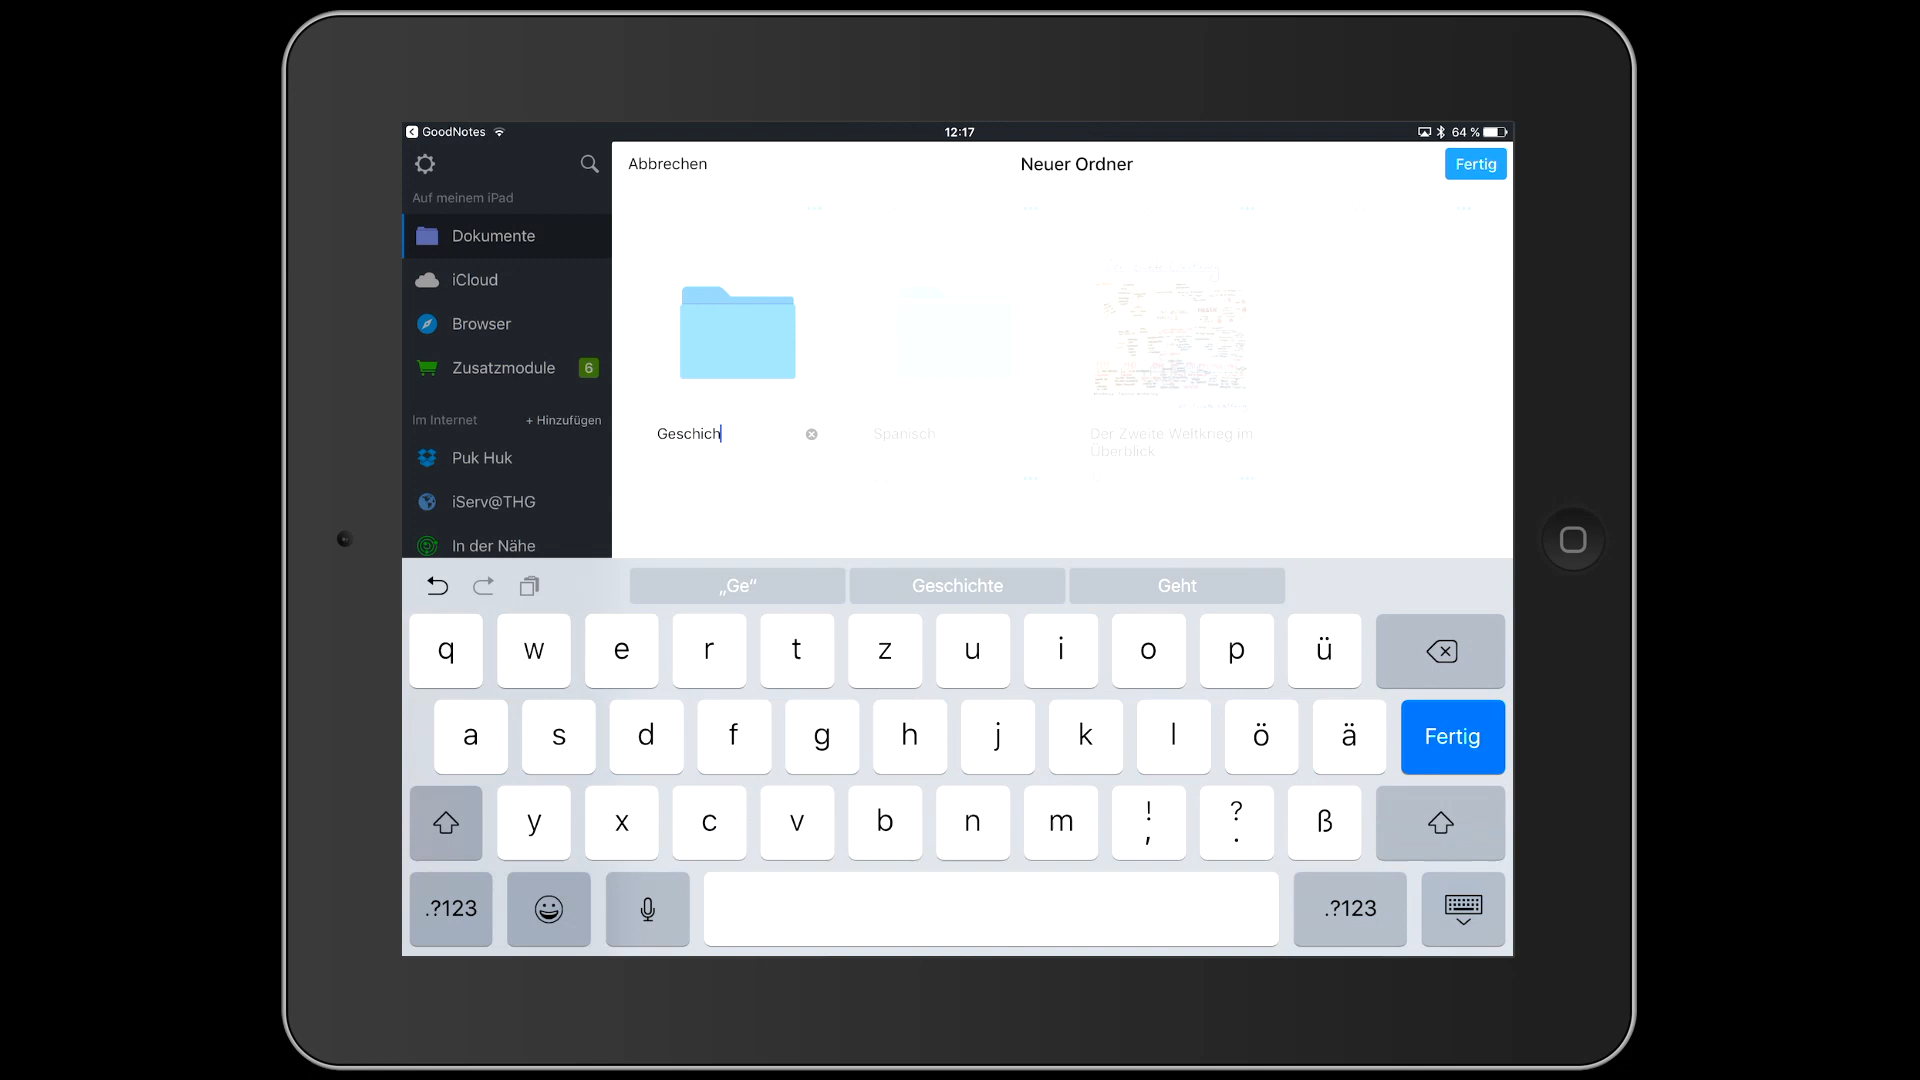 GoodNotes 12:17 64 %
Auf meinem iPad
Dokumente
iCloud
Browser
Zusatzmodule 6
Im Internet + Hinzufügen
Puk Huk
iServ@THG
In der Nähe
Abbrechen Neuer Ordner Fertig
Geschich
Spanisch
Der Zweite Weltkrieg im
Überblick
„Ge“ Geschichte Geht
q w e r t z u i o p ü
a s d f g h j k l ö ä Fertig
y x c v b n m ! , ? . ß
.?123 .?123